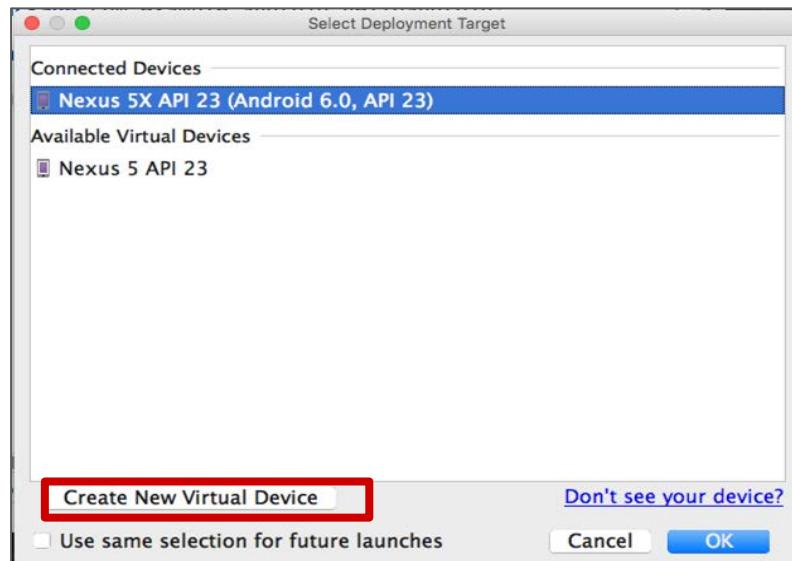 Select Deployment Target
Connected Devices
Nexus 5X API 23 (Android 6.0, API 23)
Available Virtual Devices
Nexus 5 API 23
Create New Virtual Device
Don't see your device?
Use same selection for future launches
Cancel
OK